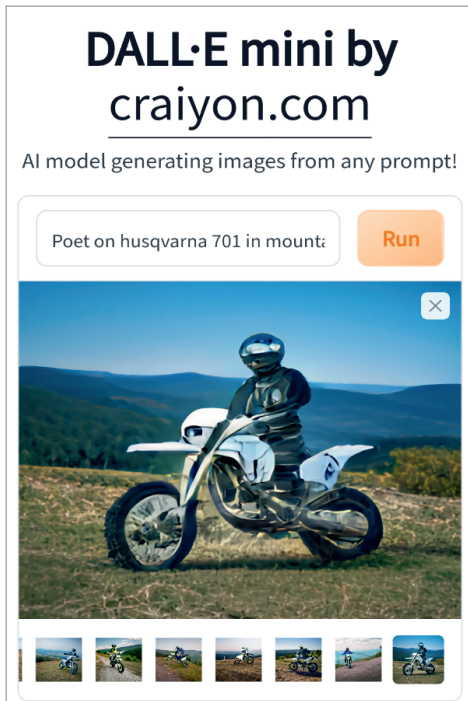 DALL·E mini by
craiyon.com
AI model generating images from any prompt!
Poet on husqvarna 701 in mounta
Run